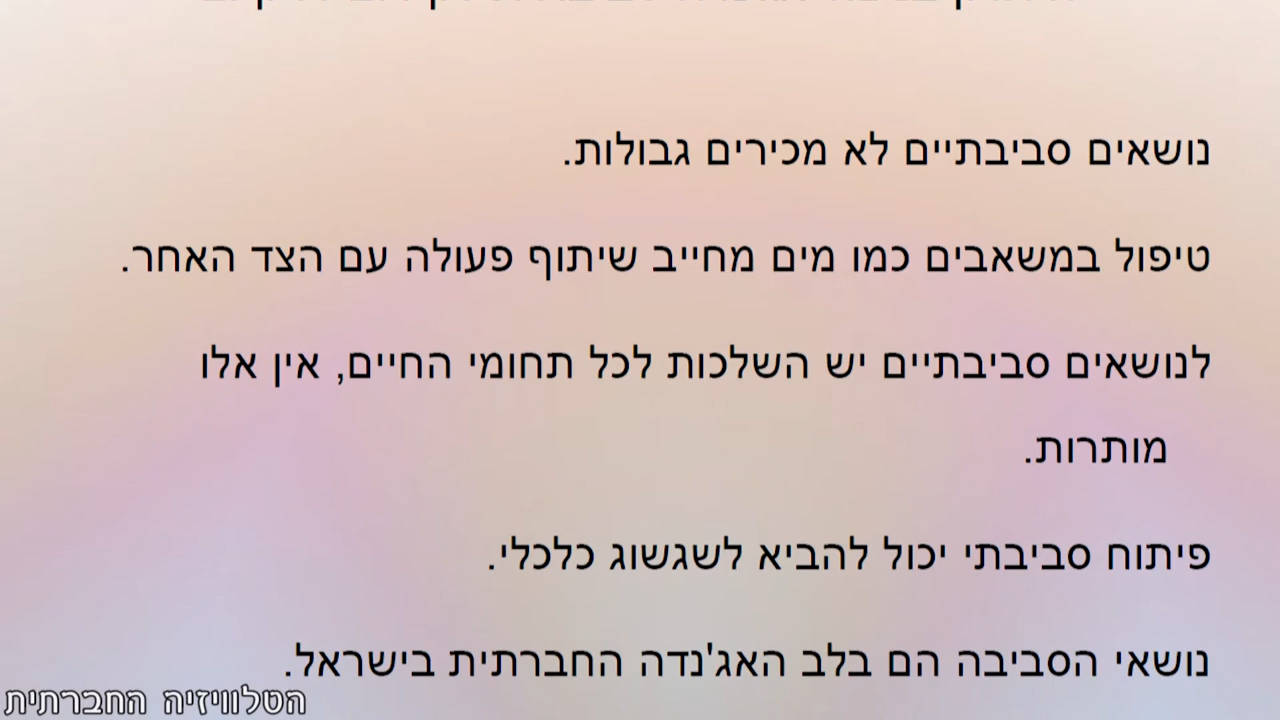 נושאים סביבתיים לא מכירים גבולות.
טיפול במשאבים כמו מים מחייב שיתוף פעולה עם הצד האחר.
לנושאים סביבתיים יש השלכות לכל תחומי החיים, אין אלו
מותרות.
פיתוח סביבתי יכול להביא לשגשוג כלכלי.
נושאי הסביבה הם בלב האג'נדה החברתית בישראל.
הטלוויזיה החברתית